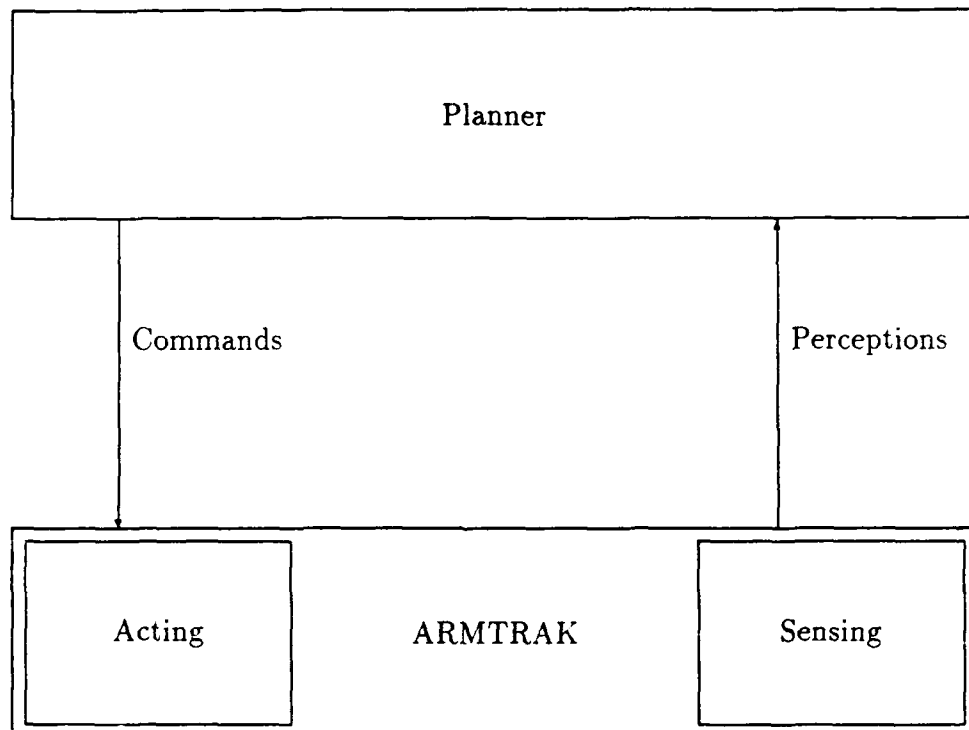 Planner
Commands
Perceptions
Acting
ARMTRAK
Sensing